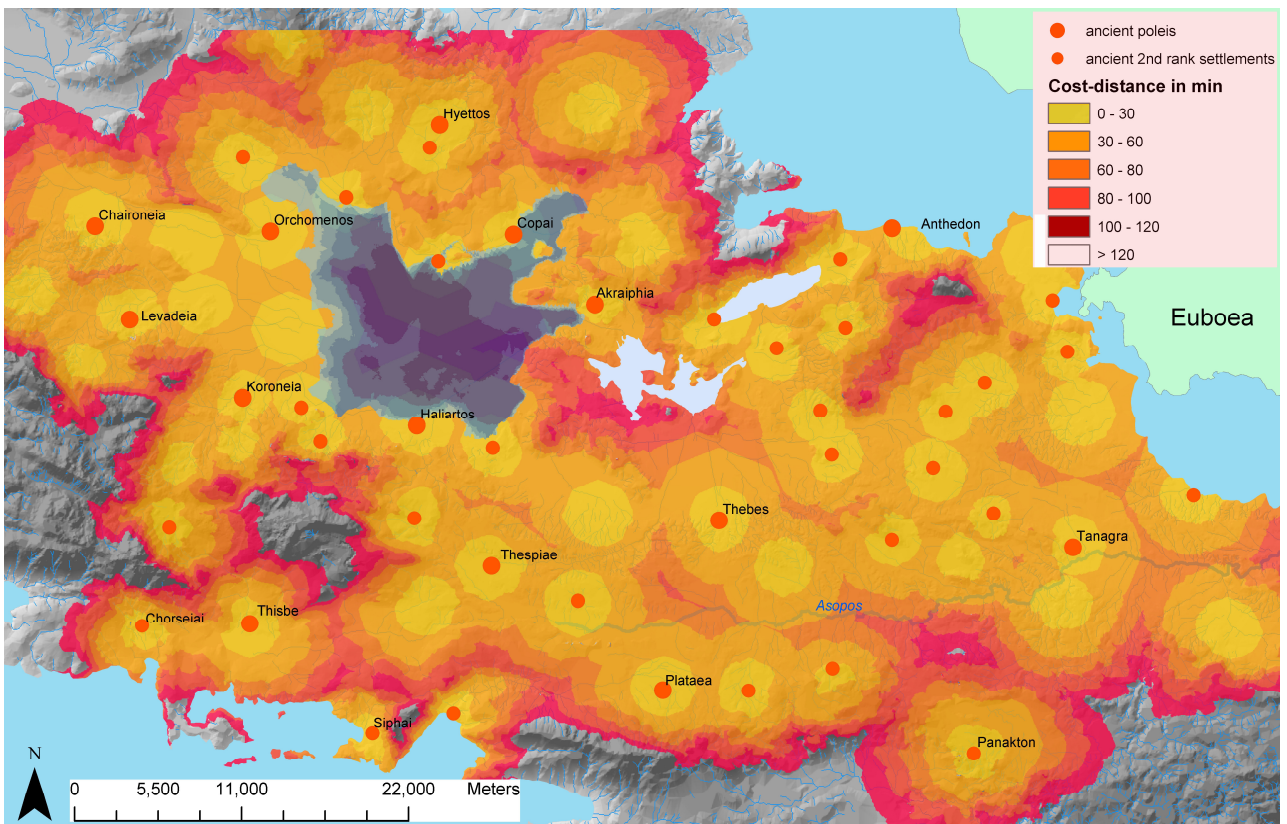 ancient poleis
ancient 2nd rank settlements
Cost-distance in min
0 - 30
30 - 60
60 - 80
80 - 100
100 - 120
> 120
Hyettos
Chaironeia
Orchomenos
Copai
Anthedon
Akraiphia
Levadeia
Euboea
Koroneia
Haliartos
Thebes
Tanagra
Thespiae
Asopos
Chorseiai
Thisbe
Plataea
Siphai
Panakton
N
0 5,500 11,000 22,000 Meters